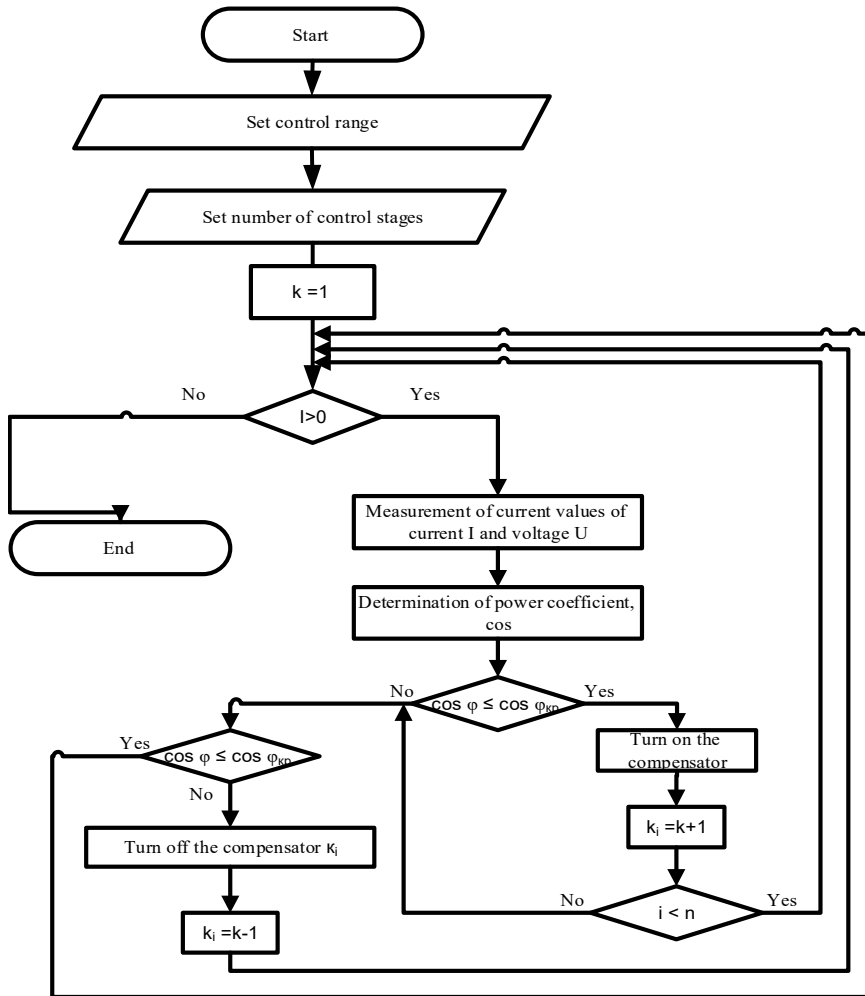 Start
Set control range
Set number of control stages
k =1
No
Yes
I>0
Measurement of current values of
current I and voltage U
End
Determination of power coefficient,
cos
No
Yes
cos φ ≤ cos φкр
Yes
cos φ ≤ cos φкр
Turn on the
compensator
No
Turn off the compensator кi
ki =k+1
No
i < n
Yes
ki =k-1